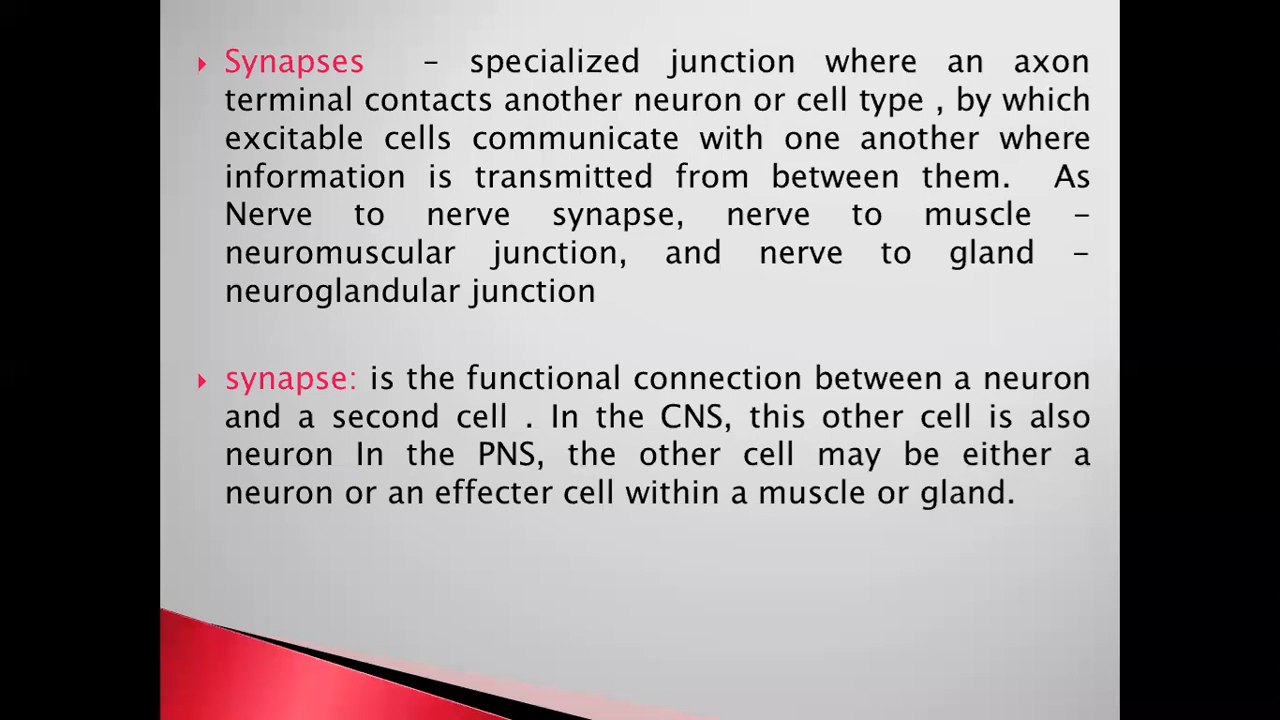 Synapses – specialized junction where an axon
terminal contacts another neuron or cell type , by which
excitable cells communicate with one another where
information is transmitted from between them. As
Nerve to nerve synapse, nerve to muscle –
neuromuscular junction, and nerve to gland –
neuroglandular junction
synapse: is the functional connection between a neuron
and a second cell . In the CNS, this other cell is also
neuron In the PNS, the other cell may be either a
neuron or an effecter cell within a muscle or gland.